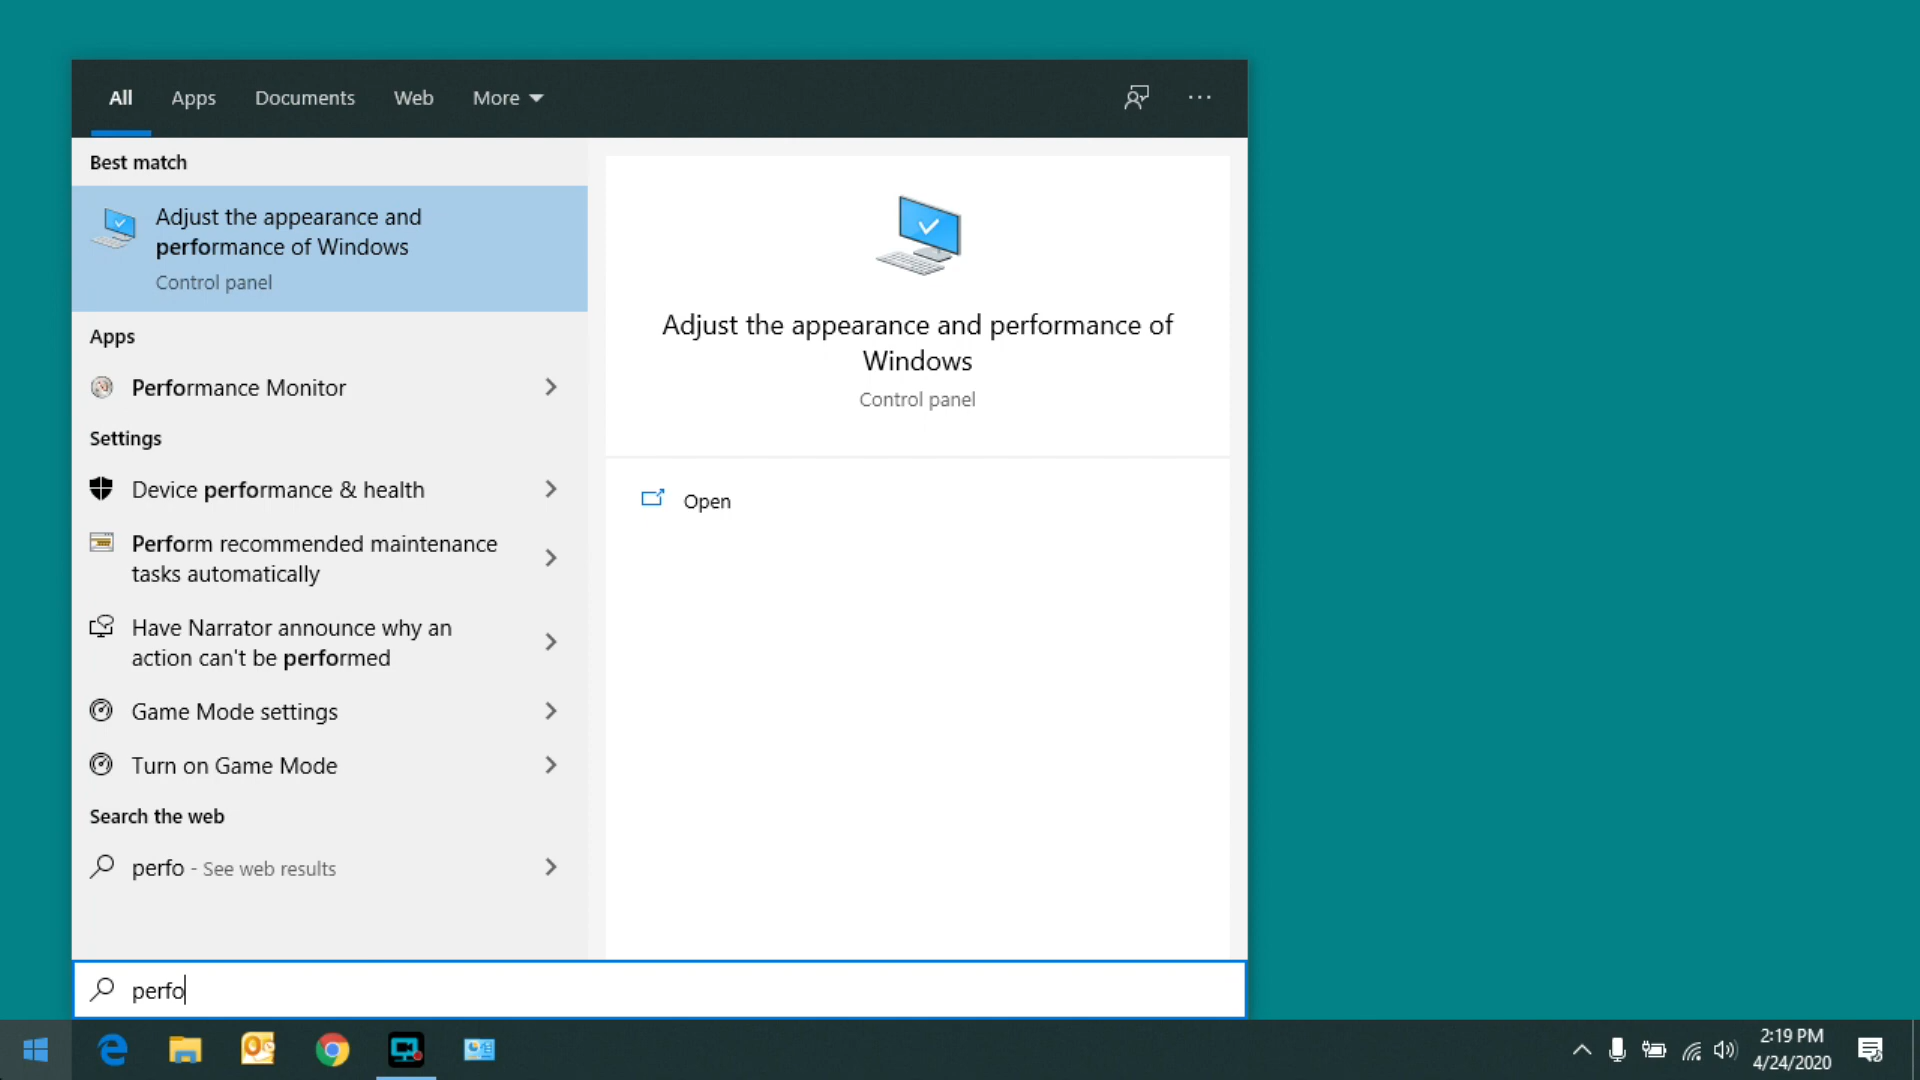 All Apps Documents Web More
Best match
Adjust the appearance and
performance of Windows
Control panel
Apps
Performance Monitor
Settings
Device performance & health
Perform recommended maintenance
tasks automatically
Have Narrator announce why an
action can't be performed
Game Mode settings
Turn on Game Mode
Search the web
perfo - See web results
Adjust the appearance and performance of
Windows
Control panel
Open
perfo
2:19 PM
4/24/2020